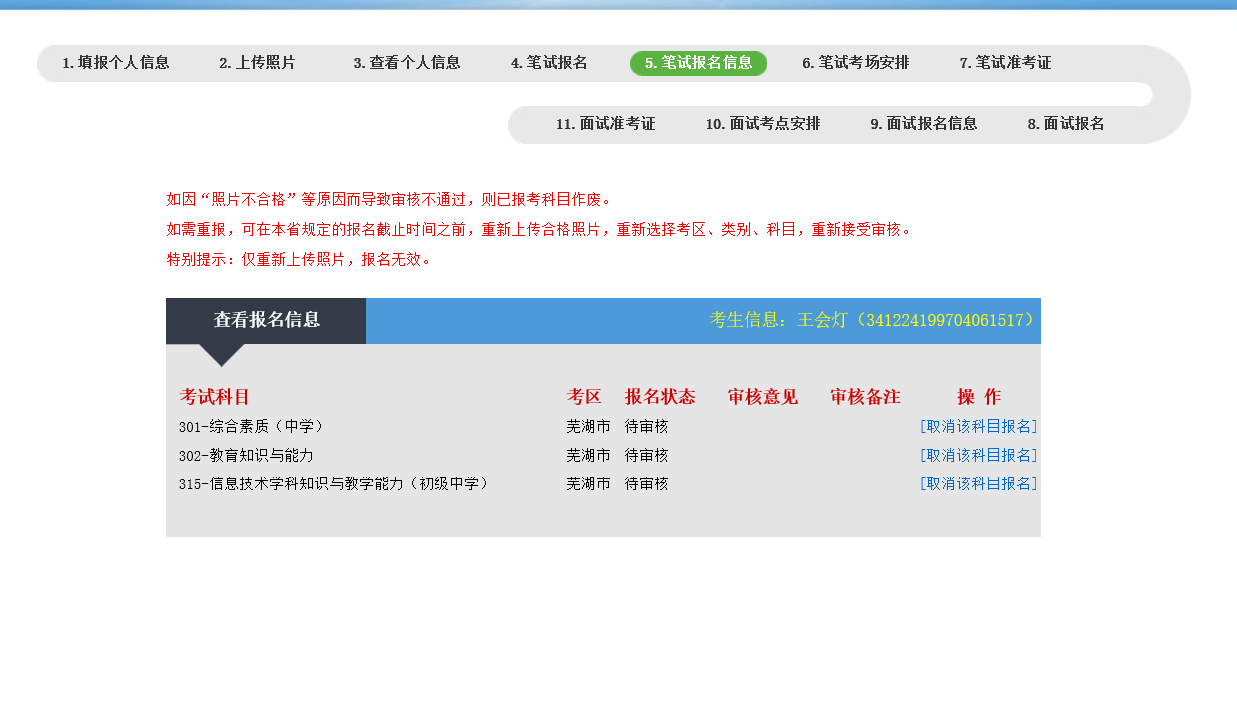 1. 填报个人信息 2. 上传照片 3. 查看个人信息 4. 笔试报名 5. 笔试报名信息 6. 笔试考场安排 7. 笔试准考证
11. 面试准考证 10. 面试考点安排 9. 面试报名信息 8. 面试报名
如因“照片不合格”等原因而导致审核不通过，则已报考科目作废。
如需重报，可在本省规定的报名截止时间之前，重新上传合格照片，重新选择考区、类别、科目，重新接受审核。
特别提示：仅重新上传照片，报名无效。
查看报名信息 考生信息：王会灯（341224199704061517）
考试科目 考区 报名状态 审核意见 审核备注 操 作
301-综合素质（中学） 芜湖市 待审核 [取消该科目报名]
302-教育知识与能力 芜湖市 待审核 [取消该科目报名]
315-信息技术学科知识与教学能力（初级中学） 芜湖市 待审核 [取消该科目报名]